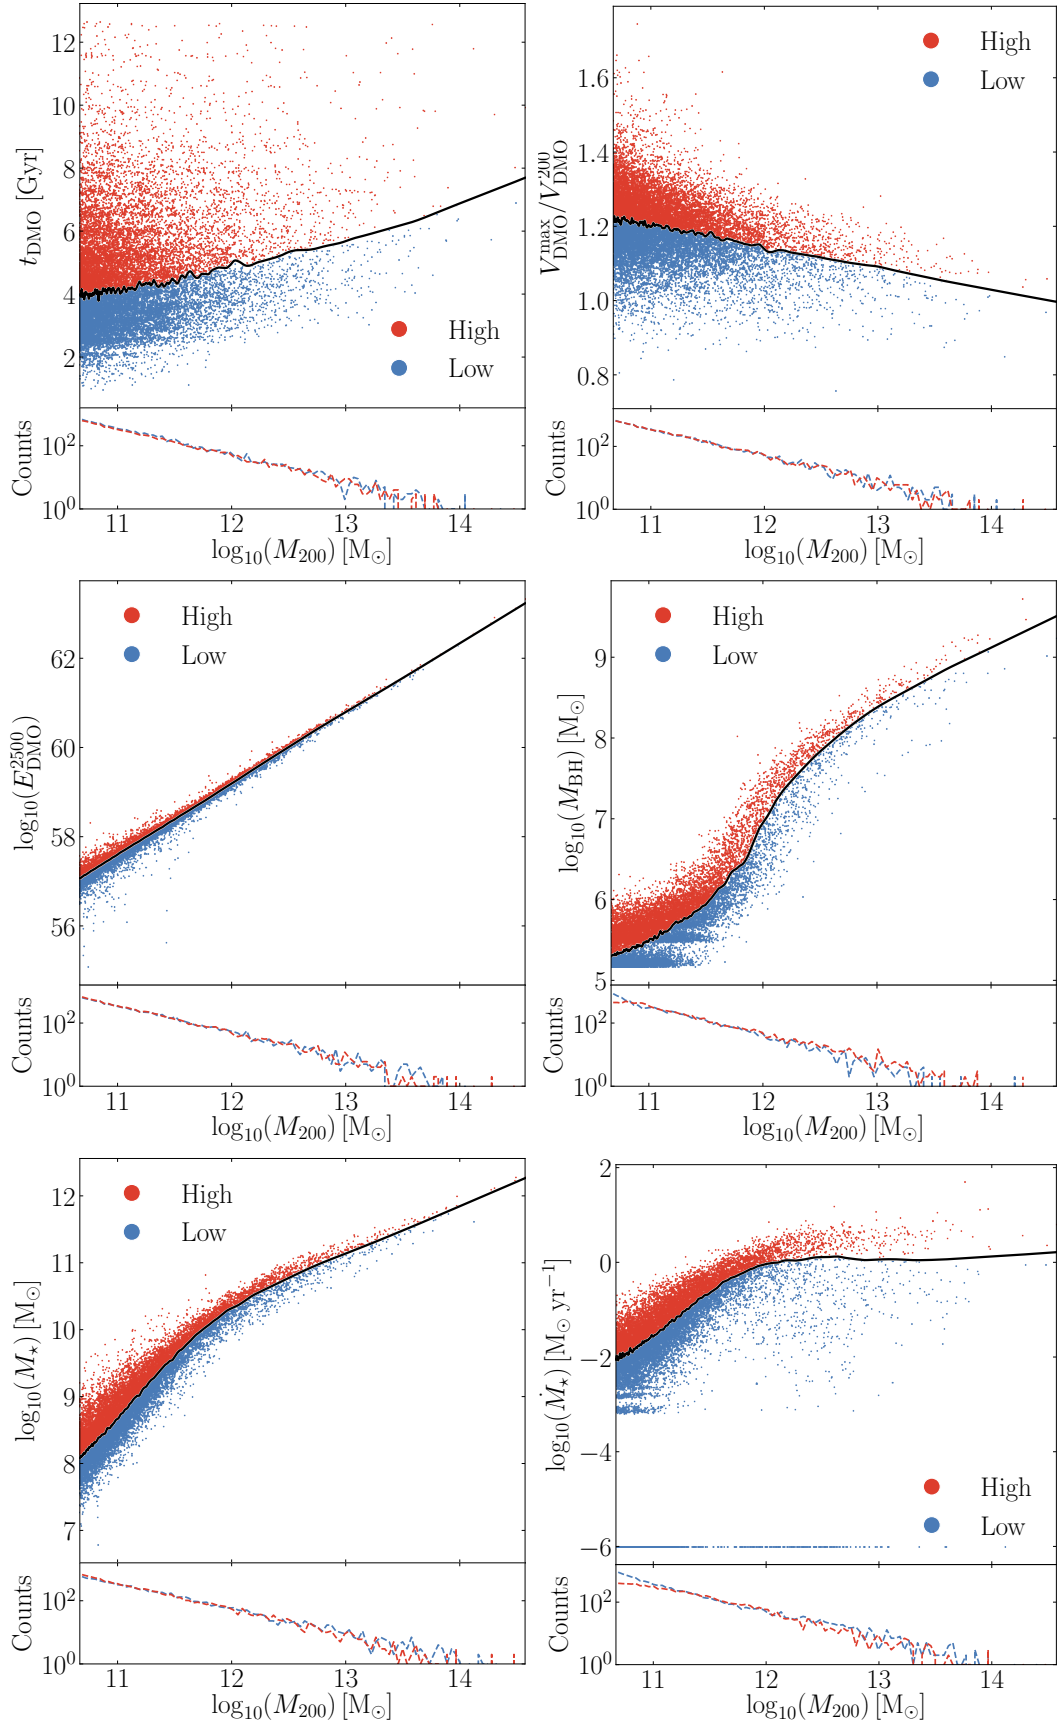 12
10
8
6
4
2
t_DMO [Gyr]
High
Low
10^2
10^0
Counts
11 12 13 14
log10(M200) [M⊙]
1.6
1.4
1.2
1.0
0.8
V_DMO^max/V_DMO^200
High
Low
10^2
10^0
Counts
11 12 13 14
log10(M200) [M⊙]
High
Low
62
60
58
56
log10(E_DMO^2500)
10^2
10^0
Counts
11 12 13 14
log10(M200) [M⊙]
High
Low
9
8
7
6
5
log10(M_BH) [M⊙]
10^2
10^0
Counts
11 12 13 14
log10(M200) [M⊙]
High
Low
12
11
10
9
8
7
log10(M⋆) [M⊙]
10^2
10^0
Counts
11 12 13 14
log10(M200) [M⊙]
2
0
−2
−4
−6
log10(Ṁ⋆) [M⊙ yr^−1]
High
Low
10^2
10^0
Counts
11 12 13 14
log10(M200) [M⊙]